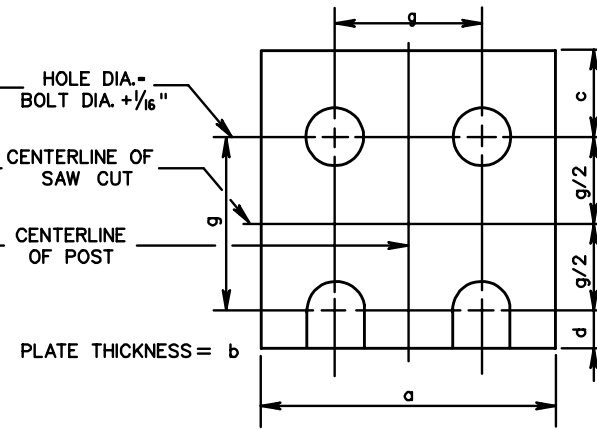 g
HOLE DIA.-
BOLT DIA. +1/16"
c
CENTERLINE OF
SAW CUT
g/2
g
CENTERLINE
OF POST
g/2
d
PLATE THICKNESS = b
a